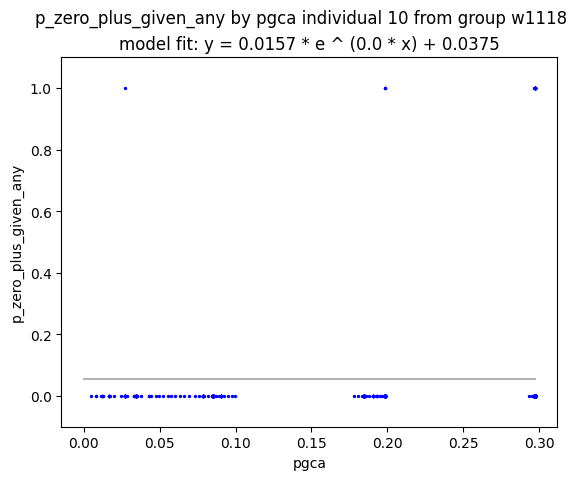 p_zero_plus_given_any by pgca individual 10 from group w1118
model fit: y = 0.0157 * e ^ (0.0 * x) + 0.0375
1.0
0.8
0.6
0.4
0.2
0.0
p_zero_plus_given_any
0.00 0.05 0.10 0.15 0.20 0.25 0.30
pgca